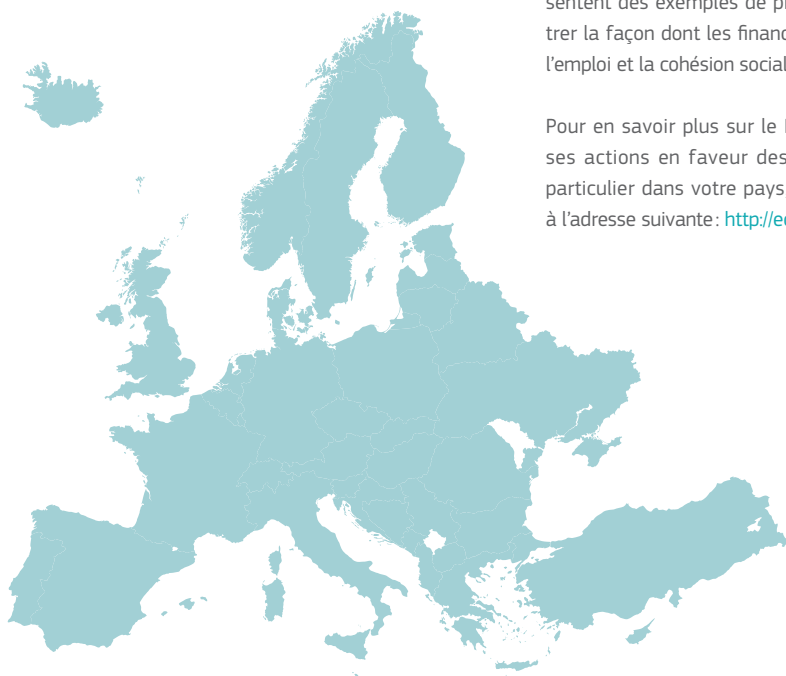 sentent des exemples de
trer la façon dont les
l'emploi et la cohésion
Pour en savoir plus sur le
ses actions en faveur des
particulier dans votre pays
à l'adresse suivante : http://e